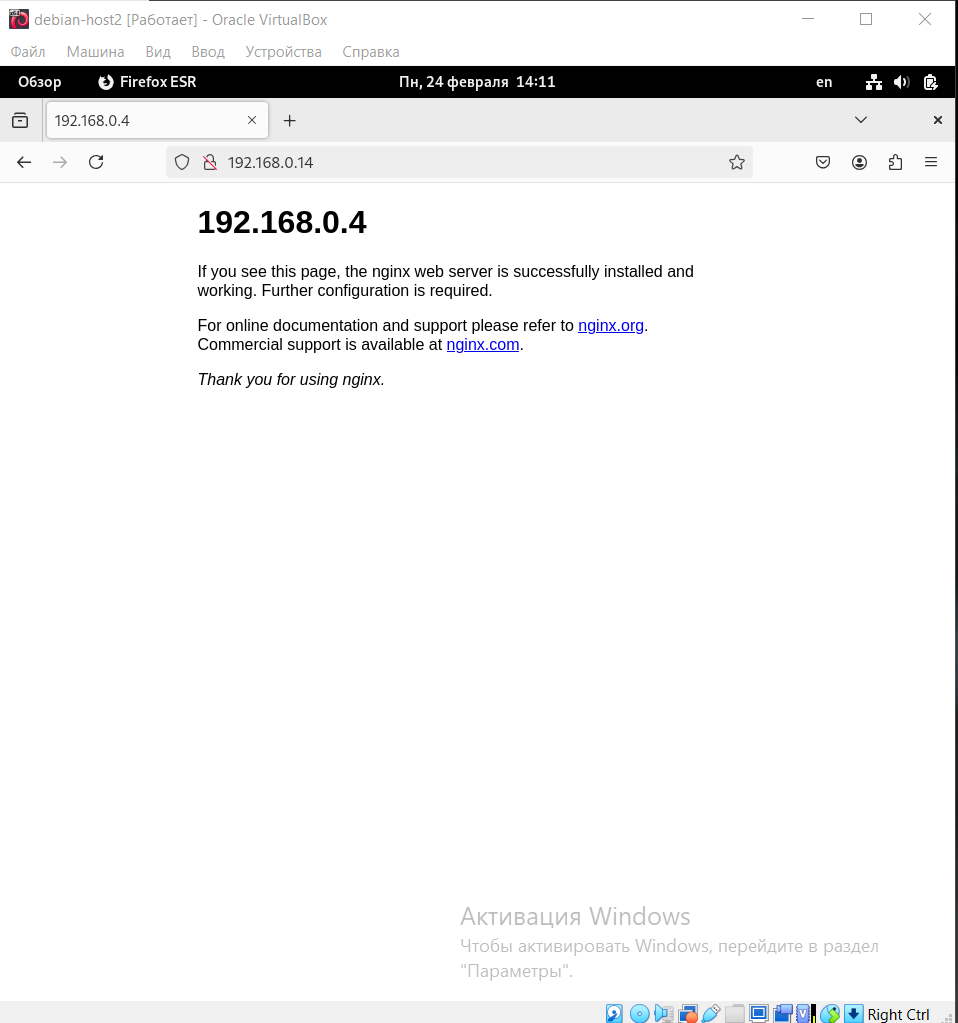 debian-host2 [Работает] - Oracle VirtualBox
Файл Машина Вид Ввод Устройства Справка
Обзор Firefox ESR Пн, 24 февраля 14:11 en
192.168.0.4
192.168.0.14
192.168.0.4
If you see this page, the nginx web server is successfully installed and
working. Further configuration is required.
For online documentation and support please refer to nginx.org.
Commercial support is available at nginx.com.
Thank you for using nginx.
Активация Windows
Чтобы активировать Windows, перейдите в раздел
"Параметры".
Right Ctrl